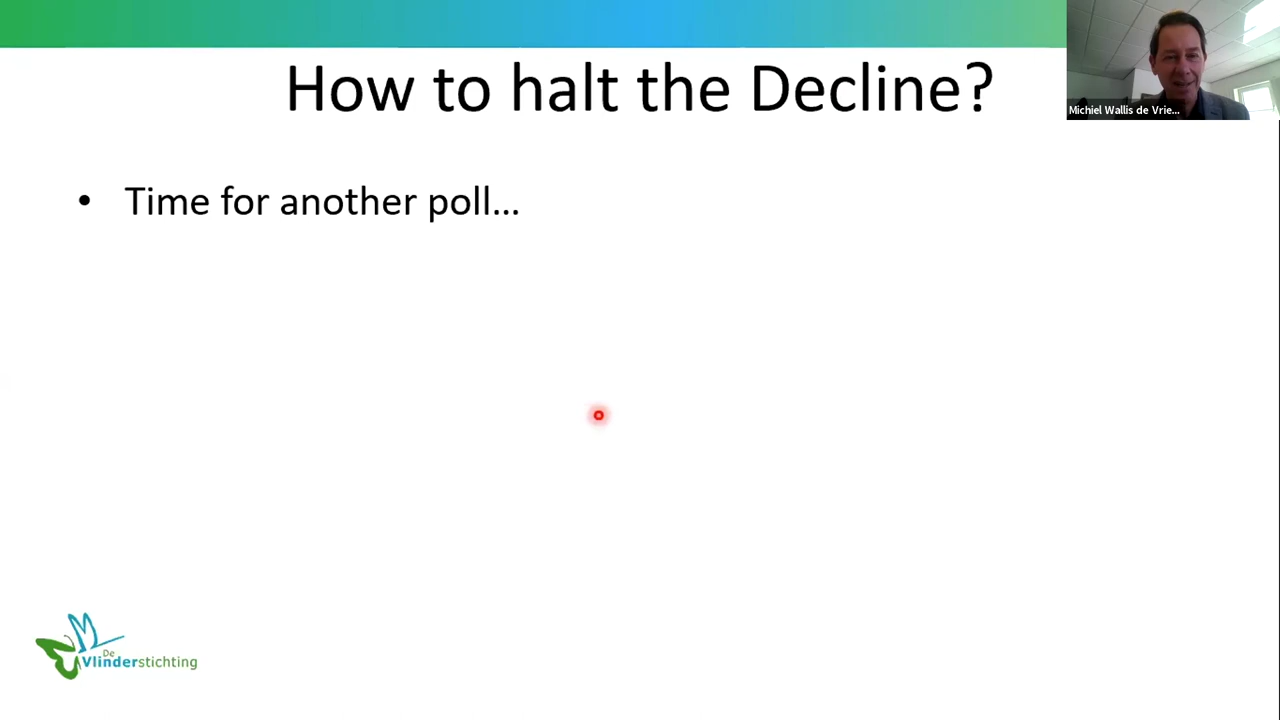 How to halt the Decline?
Michiel Wallis de Vrie...
• Time for another poll...
De
Vlinderstichting